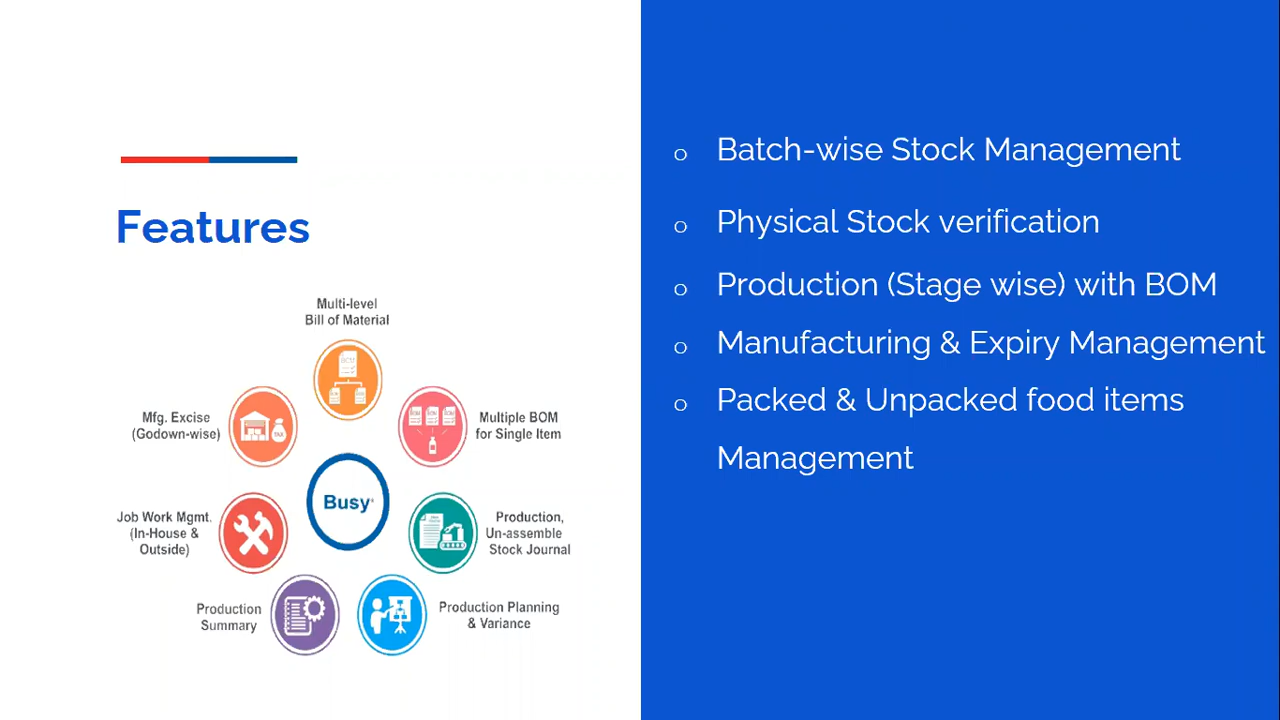 Features
Multi-level
Bill of Material
Mfg. Excise
(Godown-wise)
Multiple BOM
for Single Item
Busy
Job Work Mgmt.
(In-House &
Outside)
Production,
Un-assemble
Stock Journal
Production
Summary
Production Planning
& Variance
o Batch-wise Stock Management
o Physical Stock verification
o Production (Stage wise) with BOM
o Manufacturing & Expiry Management
o Packed & Unpacked food items
Management